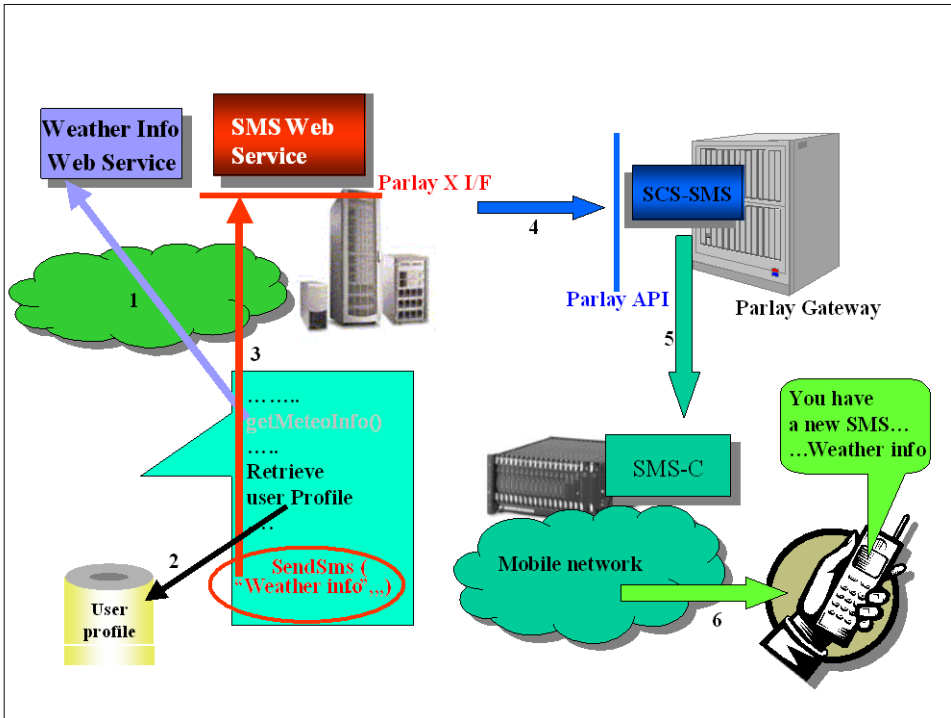 Weather Info
Web Service
SMS Web
Service
Parlay X I/F
4
SCS-SMS
Parlay API
Parlay Gateway
1
3
5
……..
getMeteoInfo()
…..
Retrieve
user Profile
….
2
SendSms (
“Weather info”,,,)
User
profile
SMS-C
Mobile network
6
You have
a new SMS…
…Weather info